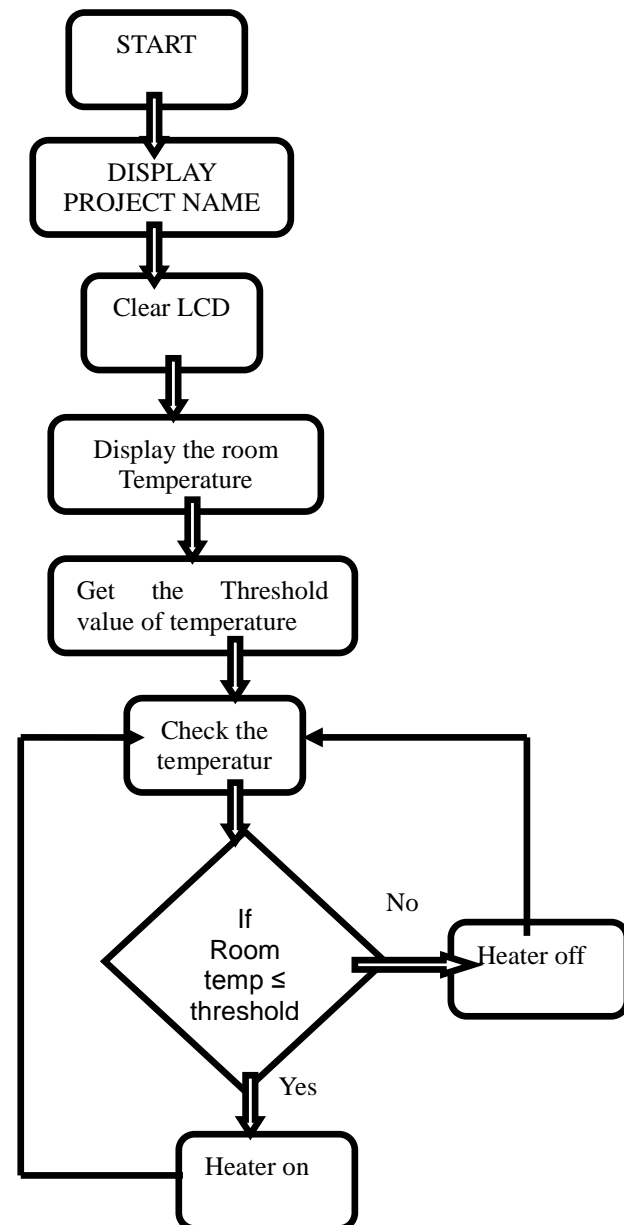 START
DISPLAY
PROJECT NAME
Clear LCD
Display the room
Temperature
Get the Threshold
value of temperature
Check the
temperatur
If
Room
temp ≤
threshold
No
Heater off
Yes
Heater on